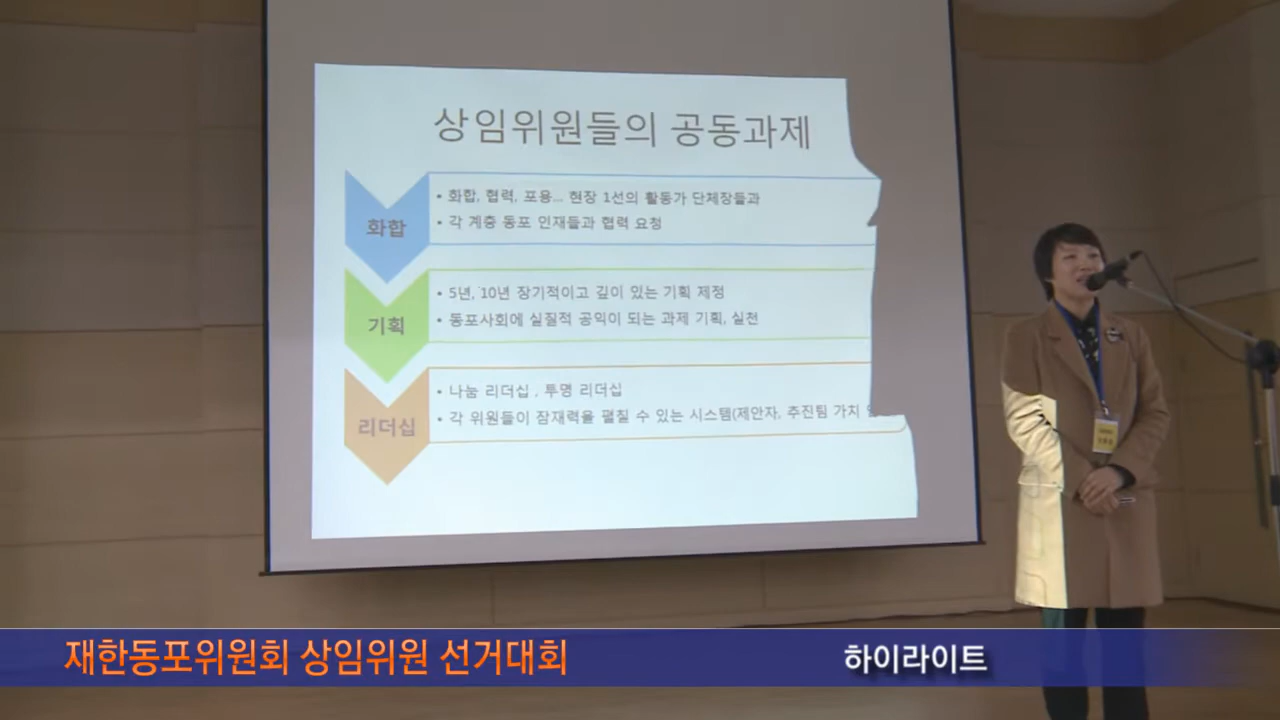 상임위원들의 공동과제
화합
• 화합, 협력, 포용... 현장 1선의 활동가 단체장들과
• 각 계층 동포 인재들과 협력 요청
기획
• 5년, 10년 장기적이고 깊이 있는 기획 제정
• 동포사회에 실질적 공익이 되는 과제 기획, 실천
리더십
• 나눔 리더십 , 투명 리더십
• 각 위원들이 잠재력을 펼칠 수 있는 시스템(제안자, 추진팀 가치
재한동포위원회 상임위원 선거대회
하이라이트